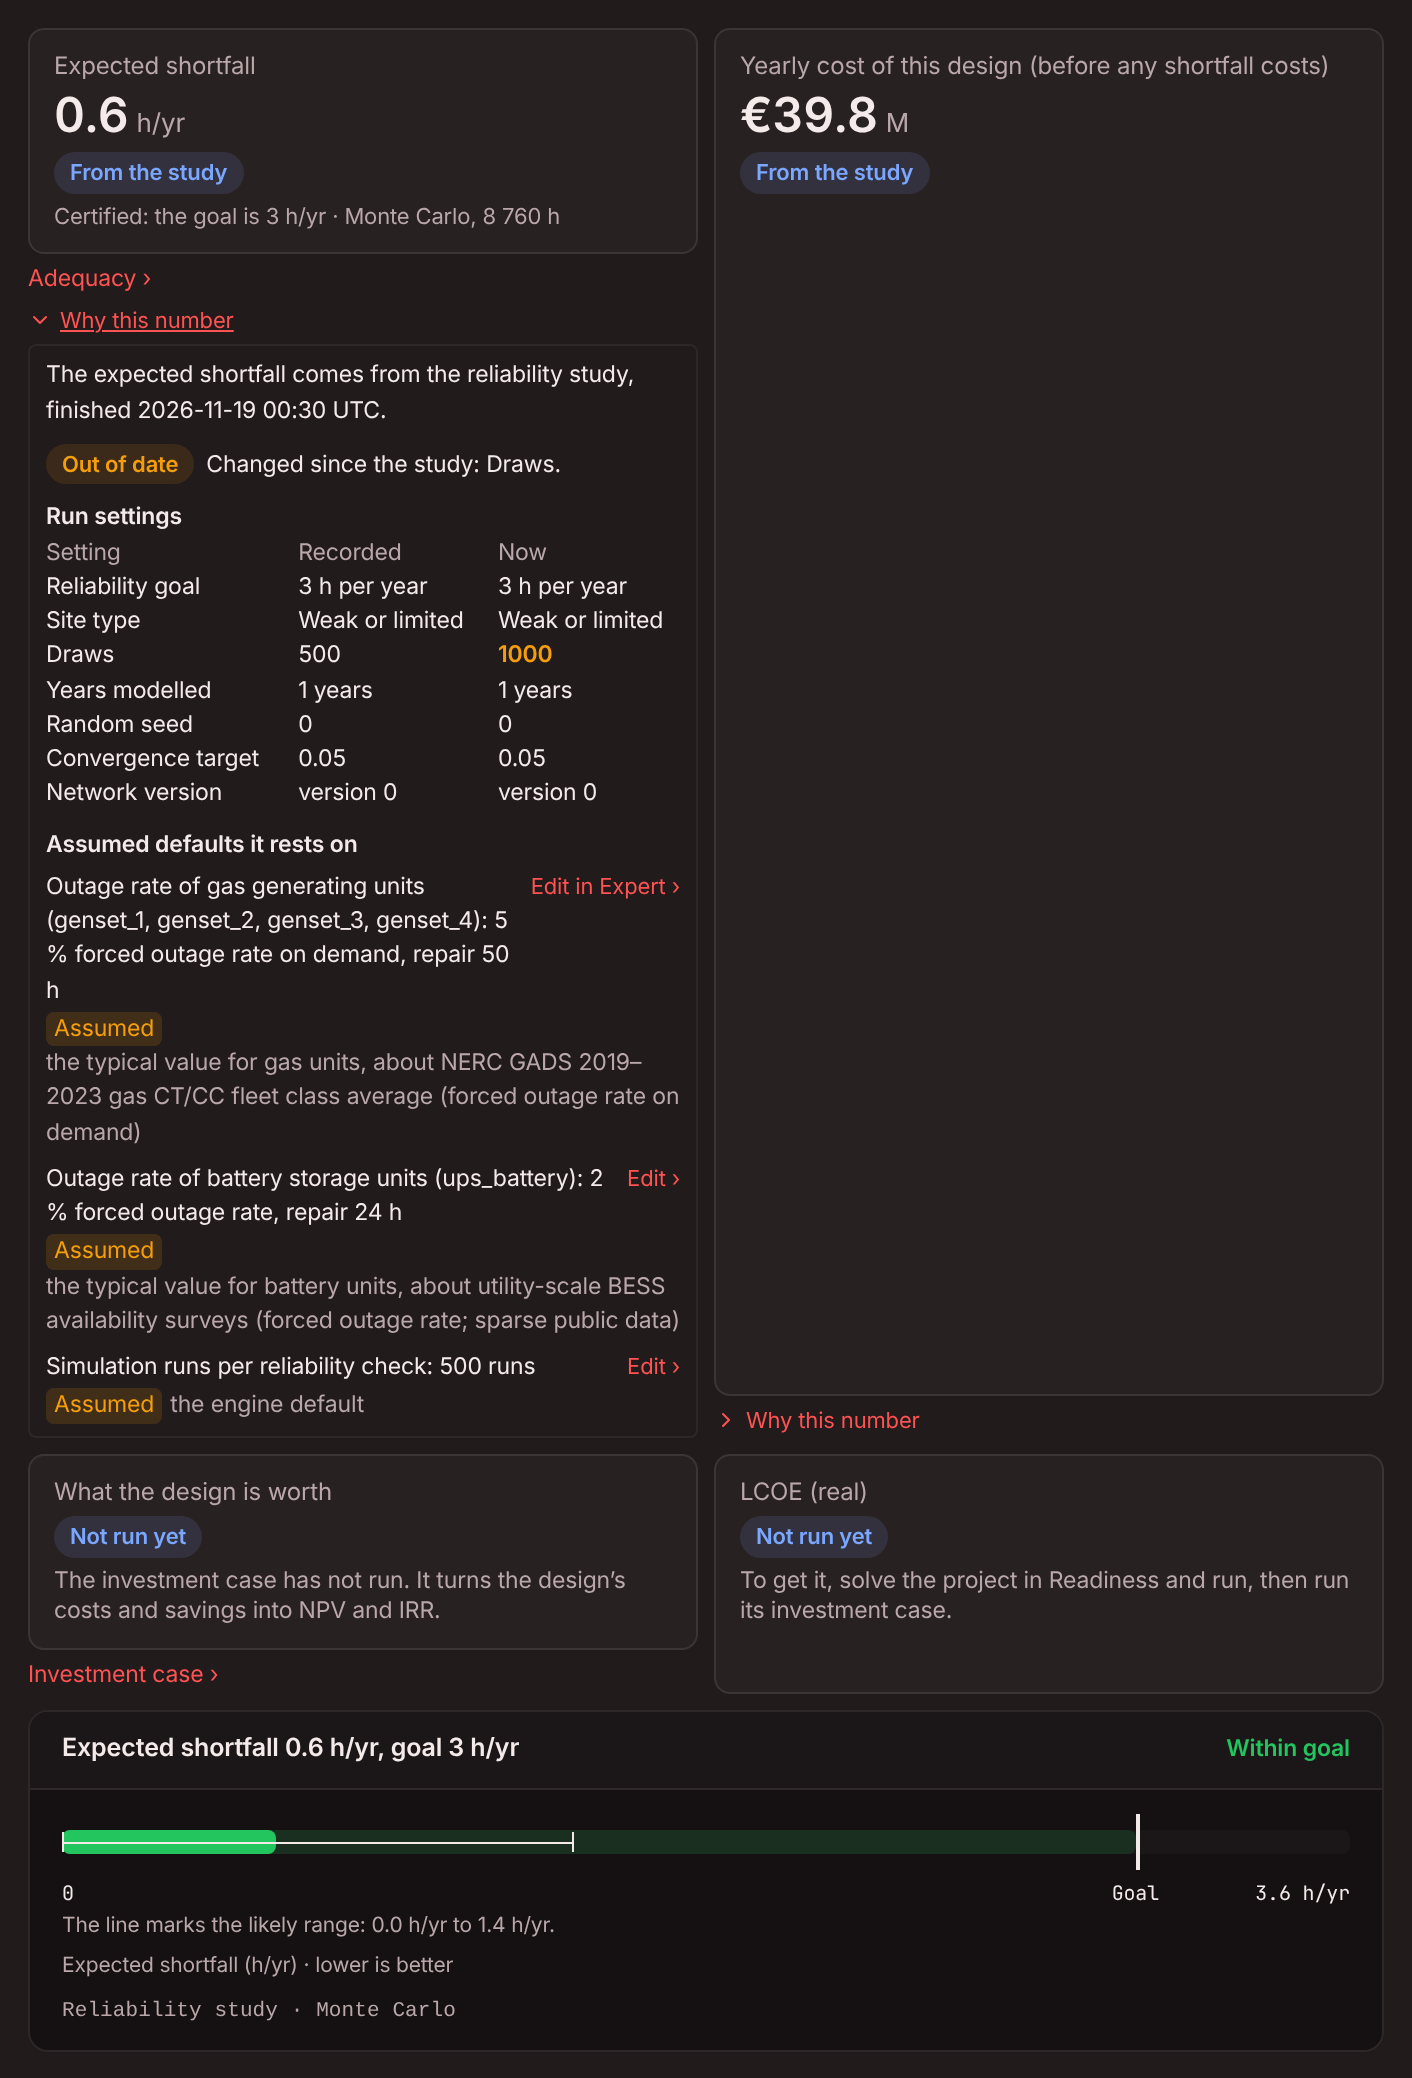 Expected shortfall
0.6 h/yr
From the study
Certified: the goal is 3 h/yr · Monte Carlo, 8 760 h
Adequacy ›
Why this number
The expected shortfall comes from the reliability study,
finished 2026-11-19 00:30 UTC.
Out of date Changed since the study: Draws.
Run settings
Setting Recorded Now
Reliability goal 3 h per year 3 h per year
Site type Weak or limited Weak or limited
Draws 500 1000
Years modelled 1 years 1 years
Random seed 0 0
Convergence target 0.05 0.05
Network version version 0 version 0
Assumed defaults it rests on
Outage rate of gas generating units Edit in Expert ›
(genset_1, genset_2, genset_3, genset_4): 5
% forced outage rate on demand, repair 50
h
Assumed
the typical value for gas units, about NERC GADS 2019–
2023 gas CT/CC fleet class average (forced outage rate on
demand)
Outage rate of battery storage units (ups_battery): 2 Edit ›
% forced outage rate, repair 24 h
Assumed
the typical value for battery units, about utility-scale BESS
availability surveys (forced outage rate; sparse public data)
Simulation runs per reliability check: 500 runs Edit ›
Assumed the engine default
Yearly cost of this design (before any shortfall costs)
€39.8 M
From the study
Why this number
What the design is worth
Not run yet
The investment case has not run. It turns the design’s
costs and savings into NPV and IRR.
Investment case ›
LCOE (real)
Not run yet
To get it, solve the project in Readiness and run, then run
its investment case.
Expected shortfall 0.6 h/yr, goal 3 h/yr Within goal
0 Goal 3.6 h/yr
The line marks the likely range: 0.0 h/yr to 1.4 h/yr.
Expected shortfall (h/yr) · lower is better
Reliability study · Monte Carlo